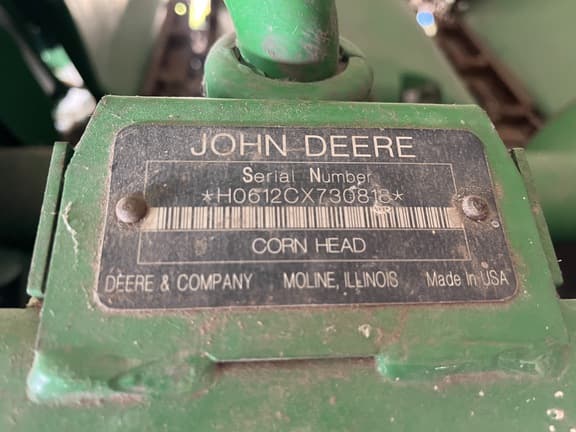 JOHN DEERE
Serial Number
*H0612CX730818*
CORN HEAD
DEERE & COMPANY MOLINE, ILLINOIS Made in USA